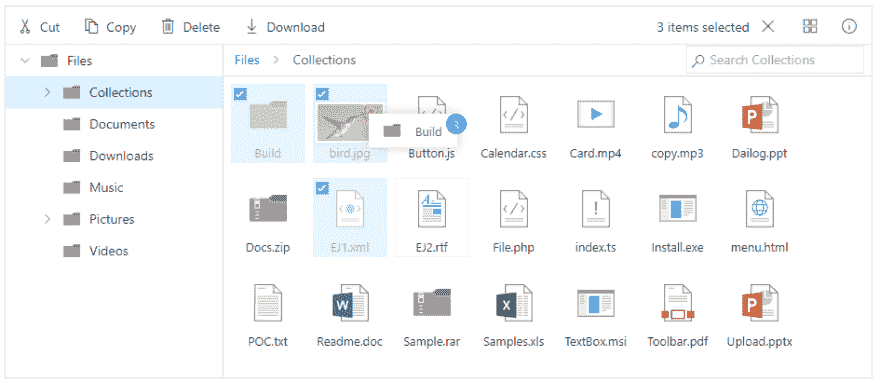 Cut Copy Delete Download 3 items selected
Files
Collections
Documents
Downloads
Music
Pictures
Videos
Files > Collections Search Collections
Build bird.jpg Button.js Calendar.css Card.mp4 copy.mp3 Dailog.ppt
Build 3
Docs.zip EJ1.xml EJ2.rtf File.php index.ts Install.exe menu.html
POC.txt Readme.doc Sample.rar Samples.xls TextBox.msi Toolbar.pdf Upload.pptx